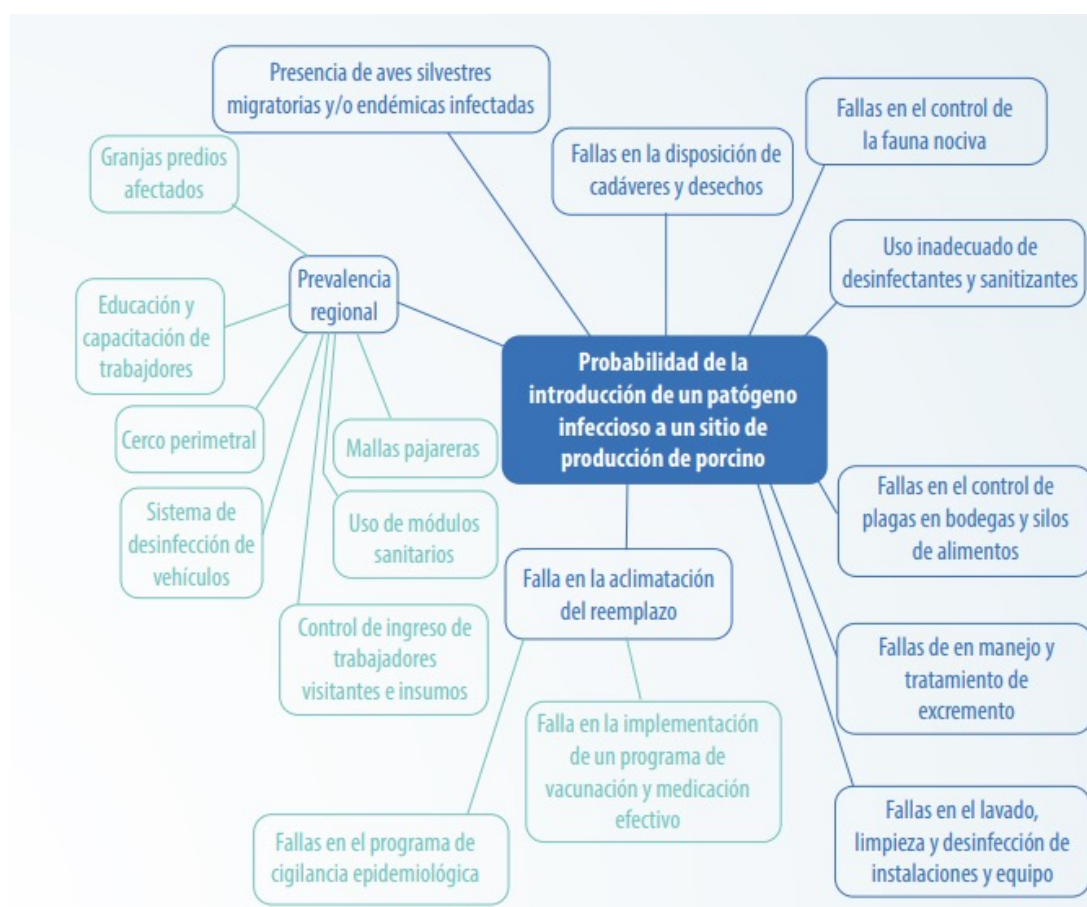 Presencia de aves silvestres
migratorias y/o endémicas infectadas
Fallas en el control de
la fauna nociva
Fallas en la disposición de
cadáveres y desechos
Granjas predios
afectados
Uso inadecuado de
desinfectantes y sanitizantes
Prevalencia
regional
Educación y
capacitación de
trabajdores
Probabilidad de la
introducción de un patógeno
infeccioso a un sitio de
producción de porcino
Cerco perimetral
Mallas pajareras
Sistema de
desinfección de
vehículos
Uso de módulos
sanitarios
Fallas en el control de
plagas en bodegas y silos
de alimentos
Falla en la aclimatación
del reemplazo
Control de ingreso de
trabajadores
visitantes e insumos
Fallas de en manejo y
tratamiento de
excremento
Falla en la implementación
de un programa de
vacunación y medicación
efectivo
Fallas en el programa de
cigilancia epidemiológica
Fallas en el lavado,
limpieza y desinfección de
instalaciones y equipo